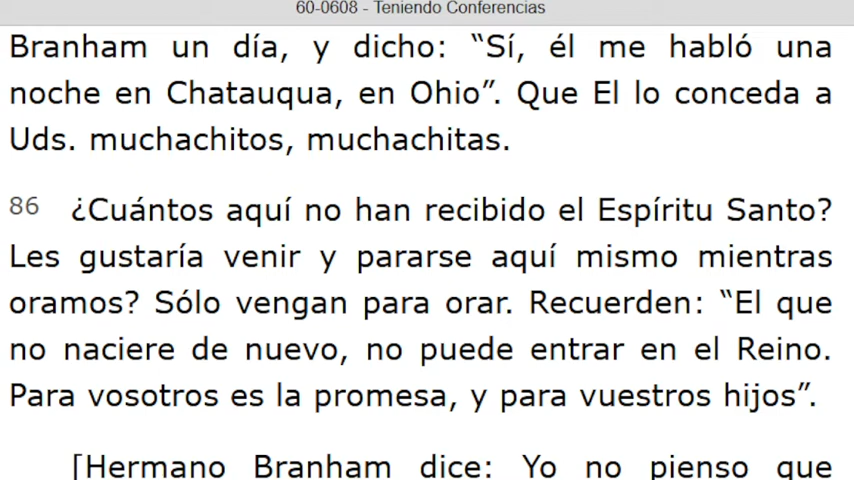 60-0608 - Teniendo Conferencias
Branham un día, y dicho: “Sí, él me habló una
noche en Chatauqua, en Ohio”. Que El lo conceda a
Uds. muchachitos, muchachitas.
86 ¿Cuántos aquí no han recibido el Espíritu Santo?
Les gustaría venir y pararse aquí mismo mientras
oramos? Sólo vengan para orar. Recuerden: “El que
no naciere de nuevo, no puede entrar en el Reino.
Para vosotros es la promesa, y para vuestros hijos”.
[Hermano Branham dice: Yo no pienso que